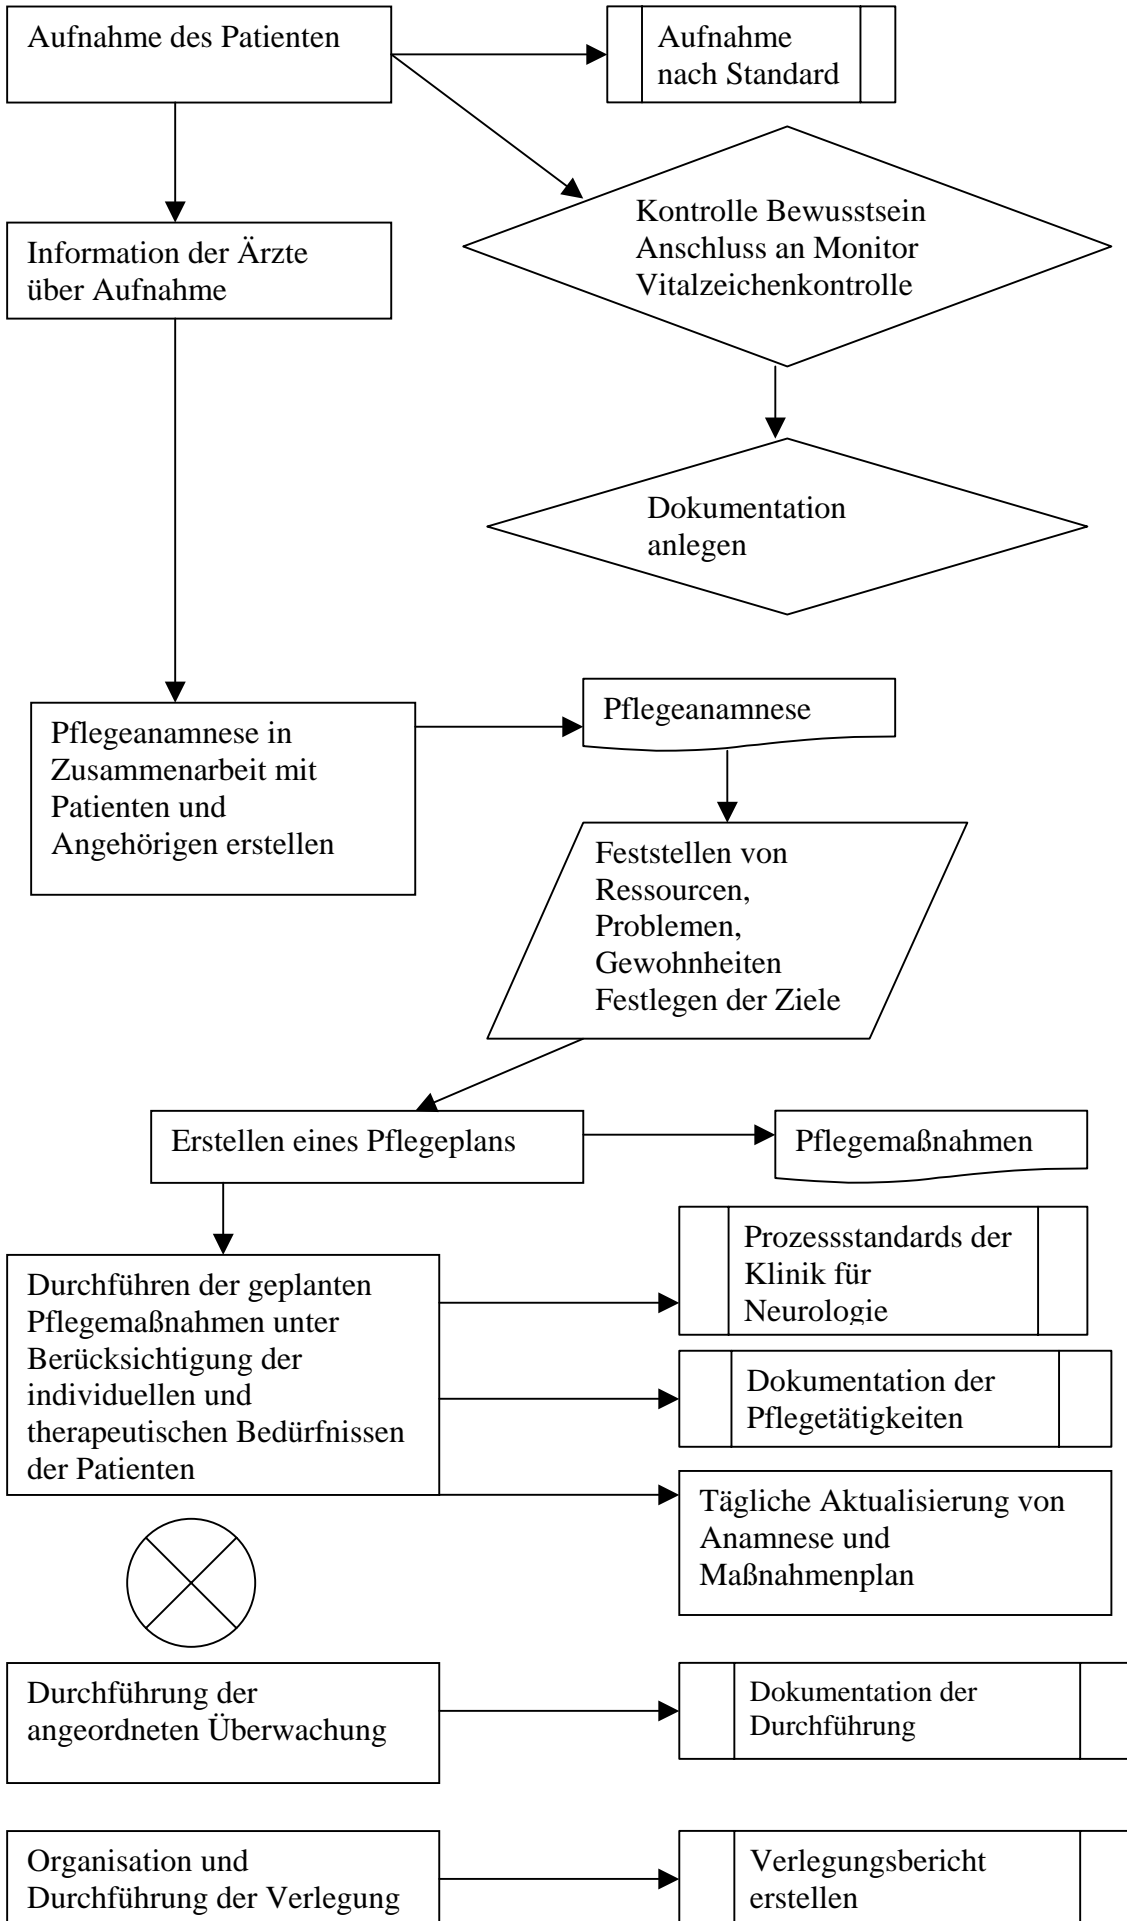 Aufnahme des Patienten
Aufnahme
nach Standard
Kontrolle Bewusstsein
Anschluss an Monitor
Vitalzeichenkontrolle
Information der Ärzte
über Aufnahme
Dokumentation
anlegen
Pflegeanamnese in
Zusammenarbeit mit
Patienten und
Angehörigen erstellen
Pflegeanamnese
Feststellen von
Ressourcen,
Problemen,
Gewohnheiten
Festlegen der Ziele
Erstellen eines Pflegeplans
Pflegemaßnahmen
Durchführen der geplanten
Pflegemaßnahmen unter
Berücksichtigung der
individuellen und
therapeutischen Bedürfnissen
der Patienten
Prozessstandards der
Klinik für
Neurologie
Dokumentation der
Pflegetätigkeiten
Tägliche Aktualisierung von
Anamnese und
Maßnahmenplan
Durchführung der
angeordneten Überwachung
Dokumentation der
Durchführung
Organisation und
Durchführung der Verlegung
Verlegungsbericht
erstellen